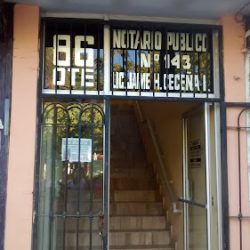 86
OTE
NOTARIO PUBLICO
Nº 143
LIC. JAIME H. CECEÑA I.